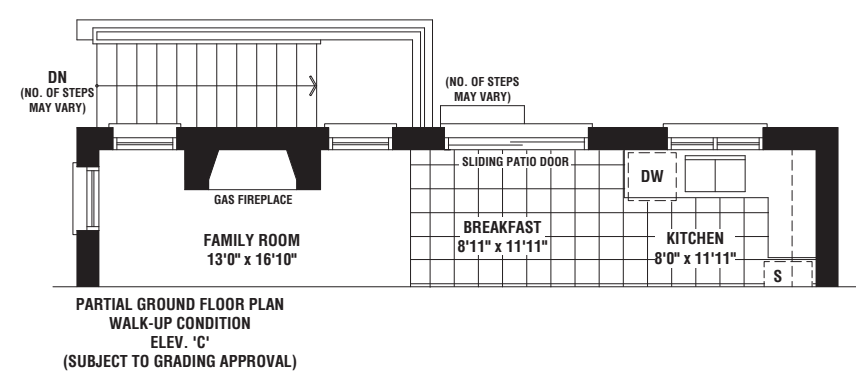 DN
(NO. OF STEPS
MAY VARY)
(NO. OF STEPS
MAY VARY)
SLIDING PATIO DOOR
DW
GAS FIREPLACE
FAMILY ROOM
13'0" x 16'10"
BREAKFAST
8'11" x 11'11"
KITCHEN
8'0" x 11'11"
S
PARTIAL GROUND FLOOR PLAN
WALK-UP CONDITION
ELEV. 'C'
(SUBJECT TO GRADING APPROVAL)